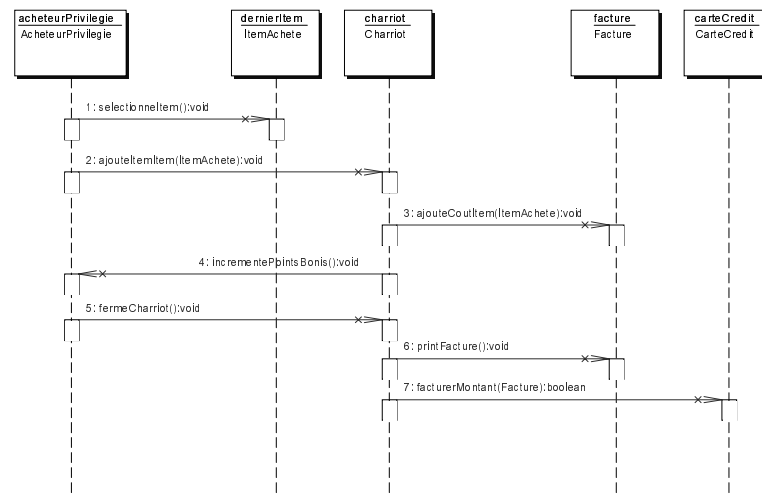 acheteurPrivilegie
AcheteurPrivilegie
dernierItem
ItemAchete
charriot
Charriot
facture
Facture
carteCredit
CarteCredit
1: selectionneItem():void
2: ajouteItemItem(ItemAchete):void
3: ajouteCoutItem(ItemAchete):void
4: incrementePointsBonis():void
5: fermeCharriot():void
6: printFacture():void
7: facturerMontant(Facture):boolean